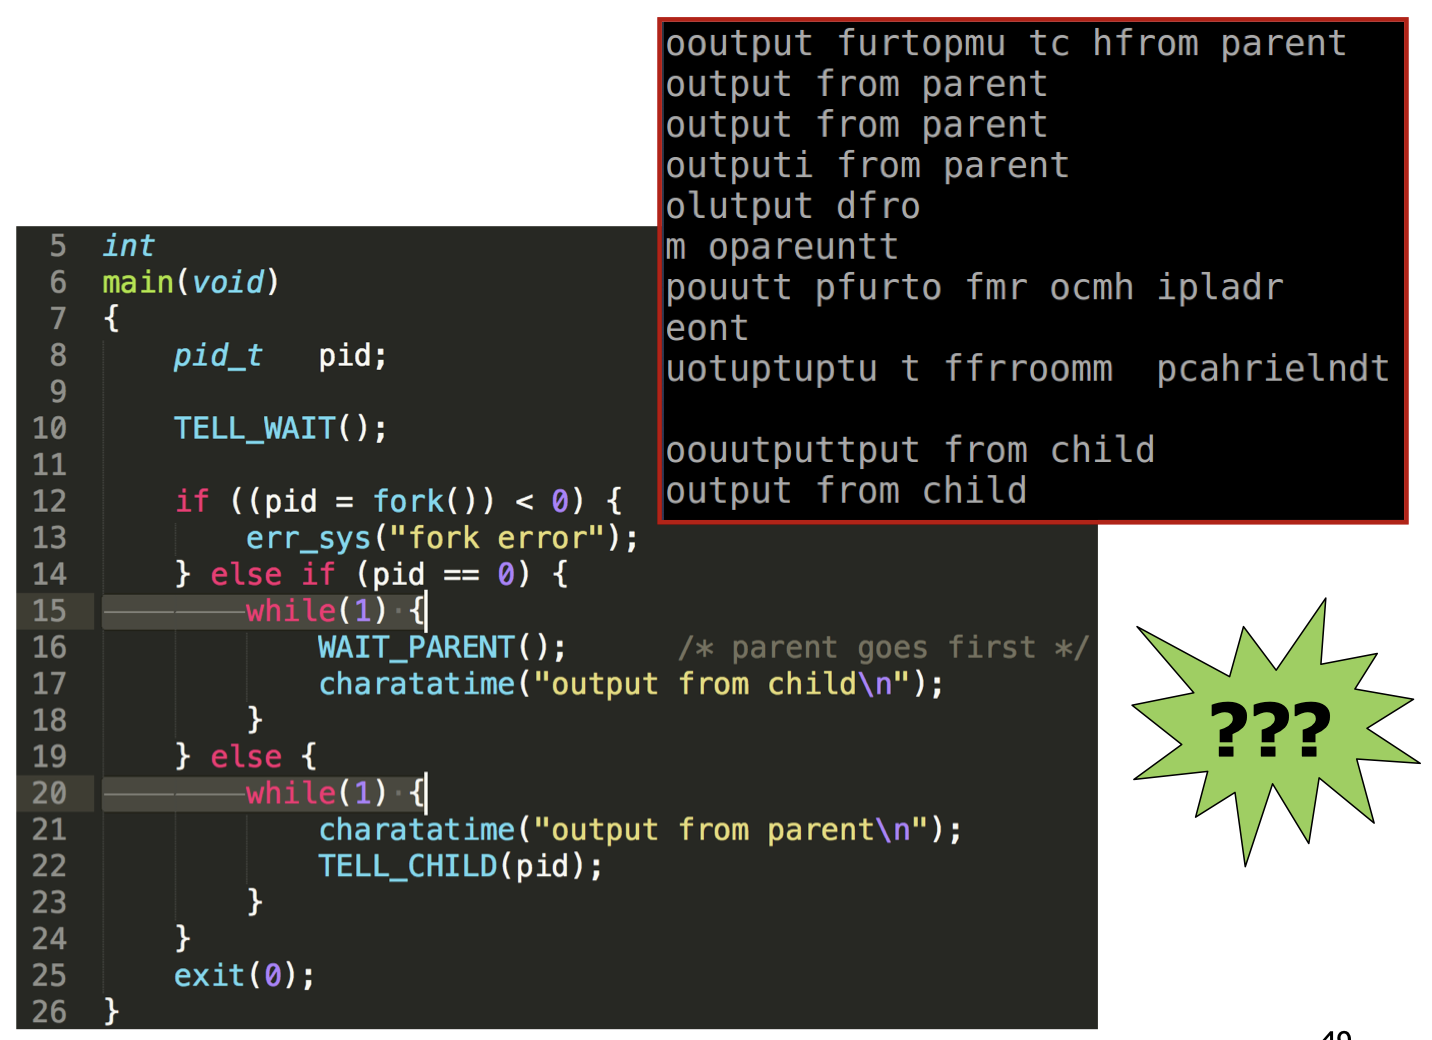 ooutput furtopmu tc hfrom parent
output from parent
output from parent
outputi from parent
olutput dfro
m opareuntt
pouutt pfurto fmr ocmh ipladr
eont
uotuptuptu t ffrroomm  pcahrielndt
oouutputtput from child
output from child
5 int
6 main(void)
7 {
8 pid_t pid;
9
10 TELL_WAIT();
11
12 if ((pid = fork()) < 0) {
13 err_sys("fork error");
14 } else if (pid == 0) {
15 while(1) {
16 WAIT_PARENT(); /* parent goes first */
17 charatatime("output from child\n");
18 }
19 } else {
20 while(1) {
21 charatatime("output from parent\n");
22 TELL_CHILD(pid);
23 }
24 }
25 exit(0);
26 }
???